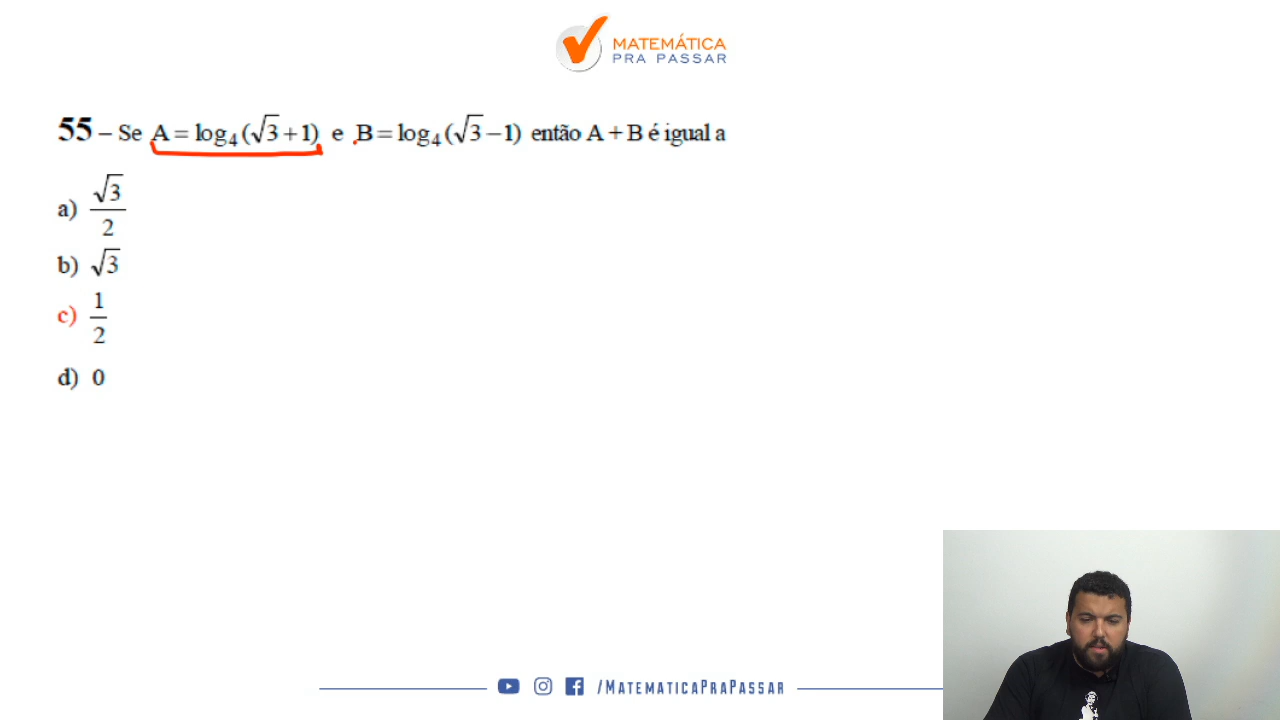 MATEMÁTICA
PRA PASSAR
55 – Se A = log₄(√3 + 1) e B = log₄(√3 – 1) então A + B é igual a
a) √3/2
b) √3
c) 1/2
d) 0
/MATEMATICAPRAPASSAR